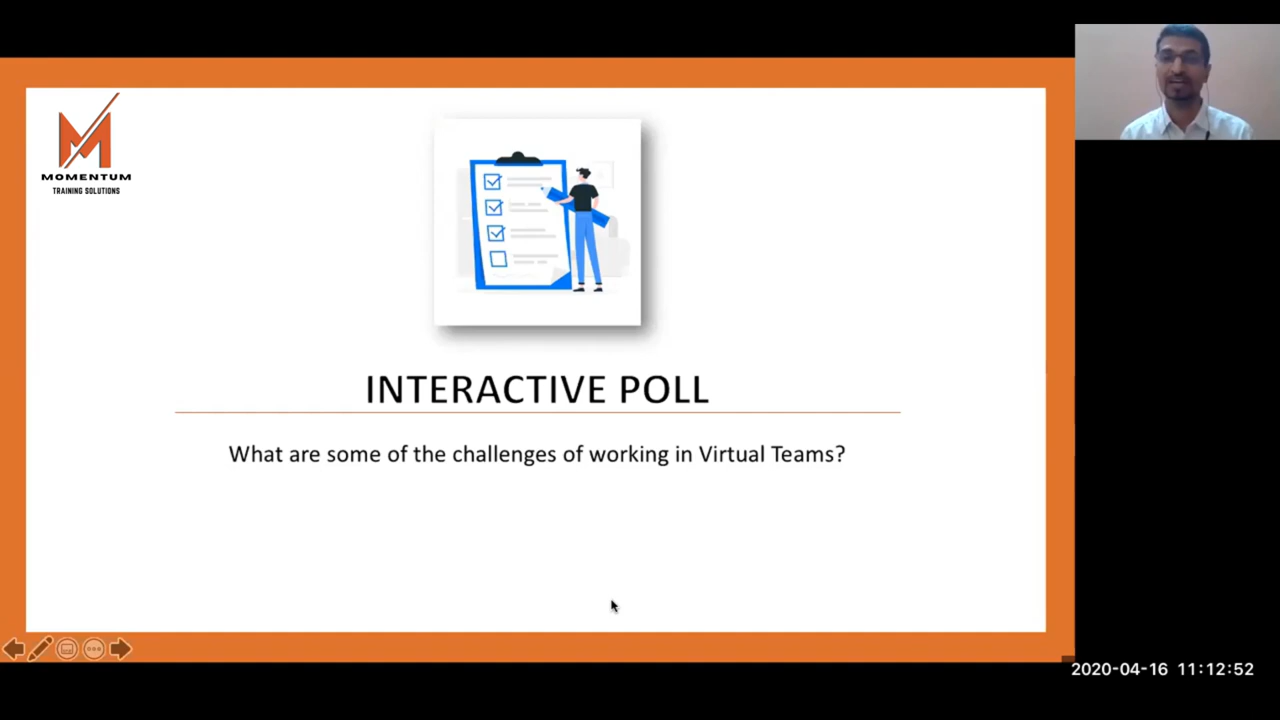 MOMENTUM
TRAINING SOLUTIONS
INTERACTIVE POLL
What are some of the challenges of working in Virtual Teams?
2020-04-16 11:12:52